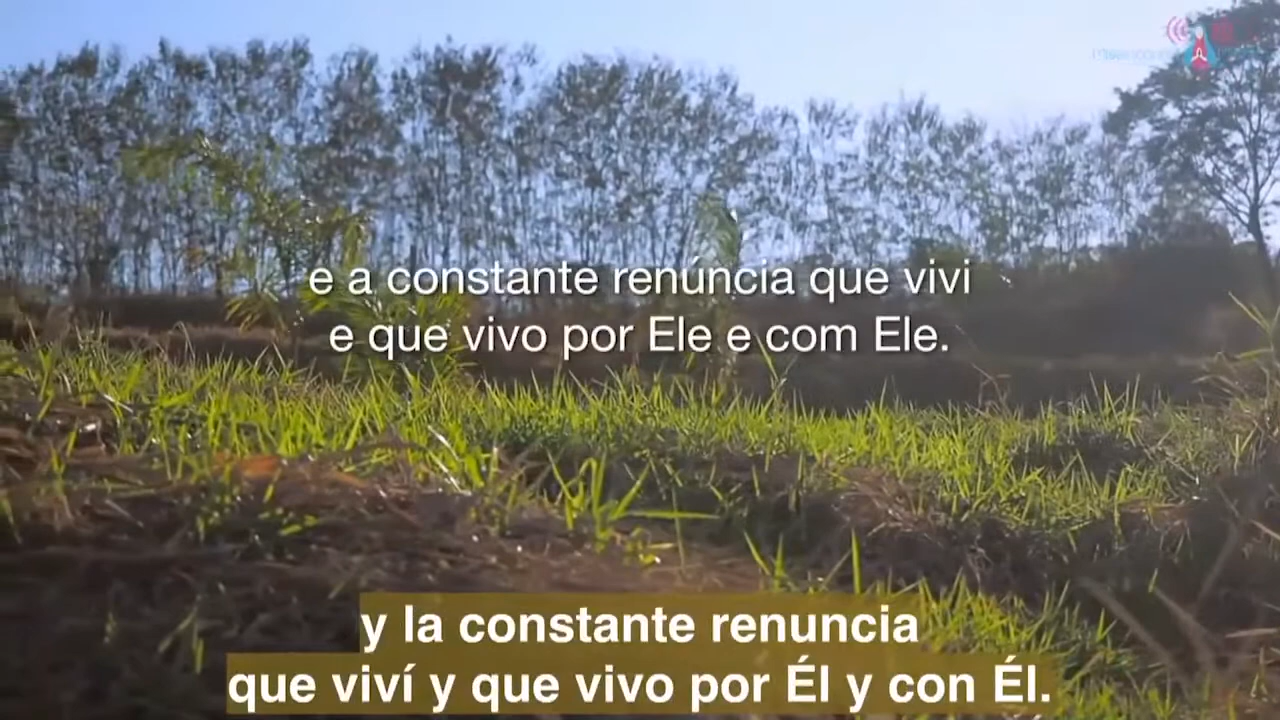 e a constante renúncia que vivi
e que vivo por Ele e com Ele.
y la constante renuncia
que viví y que vivo por Él y con Él.